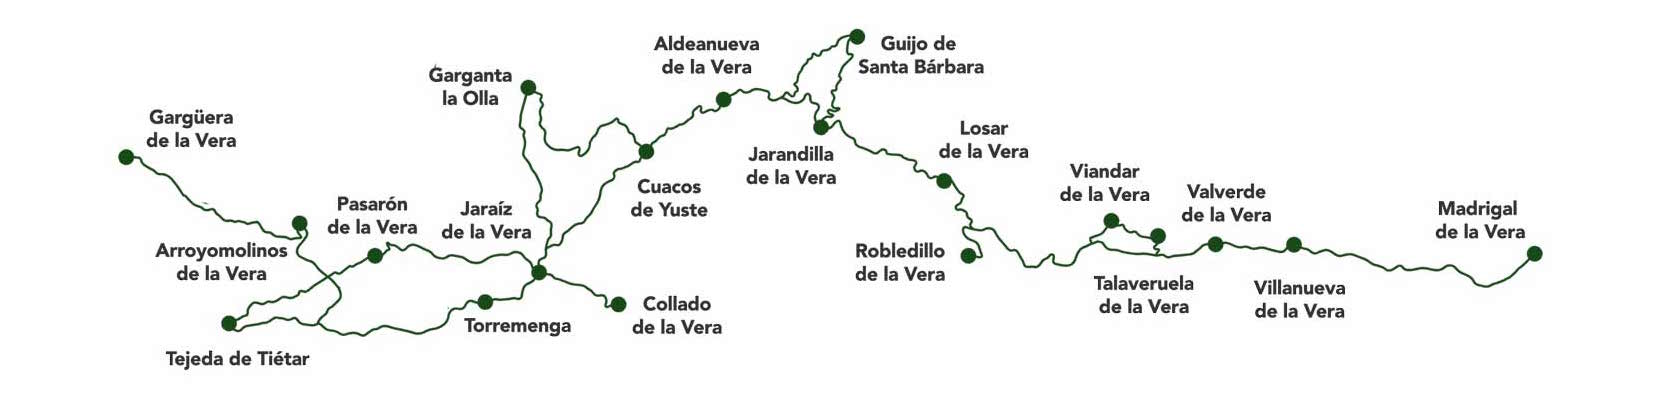 Gargüera
de la Vera
Arroyomolinos
de la Vera
Tejeda de Tiétar
Pasarón
de la Vera
Garganta
la Olla
Jaraíz
de la Vera
Torremenga
Collado
de la Vera
Cuacos
de Yuste
Aldeanueva
de la Vera
Guijo de
Santa Bárbara
Jarandilla
de la Vera
Losar
de la Vera
Robledillo
de la Vera
Viandar
de la Vera
Talaveruela
de la Vera
Valverde
de la Vera
Villanueva
de la Vera
Madrigal
de la Vera